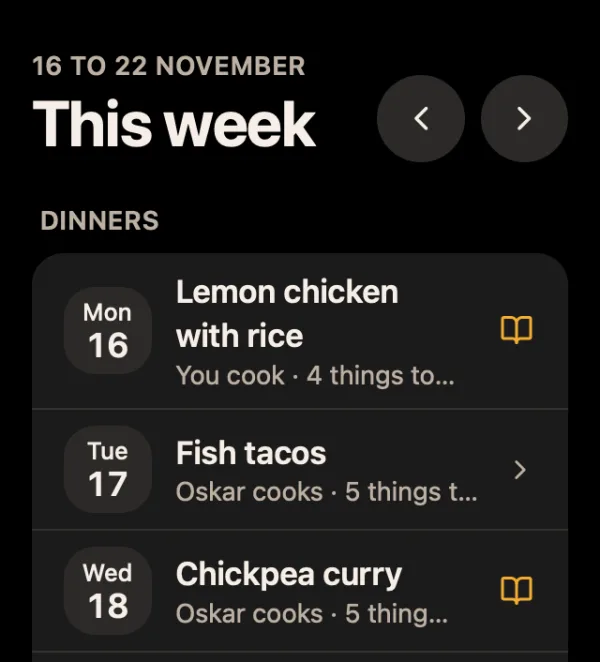 16 TO 22 NOVEMBER
This week
DINNERS
Mon
16
Lemon chicken
with rice
You cook · 4 things to...
Tue
17
Fish tacos
Oskar cooks · 5 things t...
Wed
18
Chickpea curry
Oskar cooks · 5 thing...